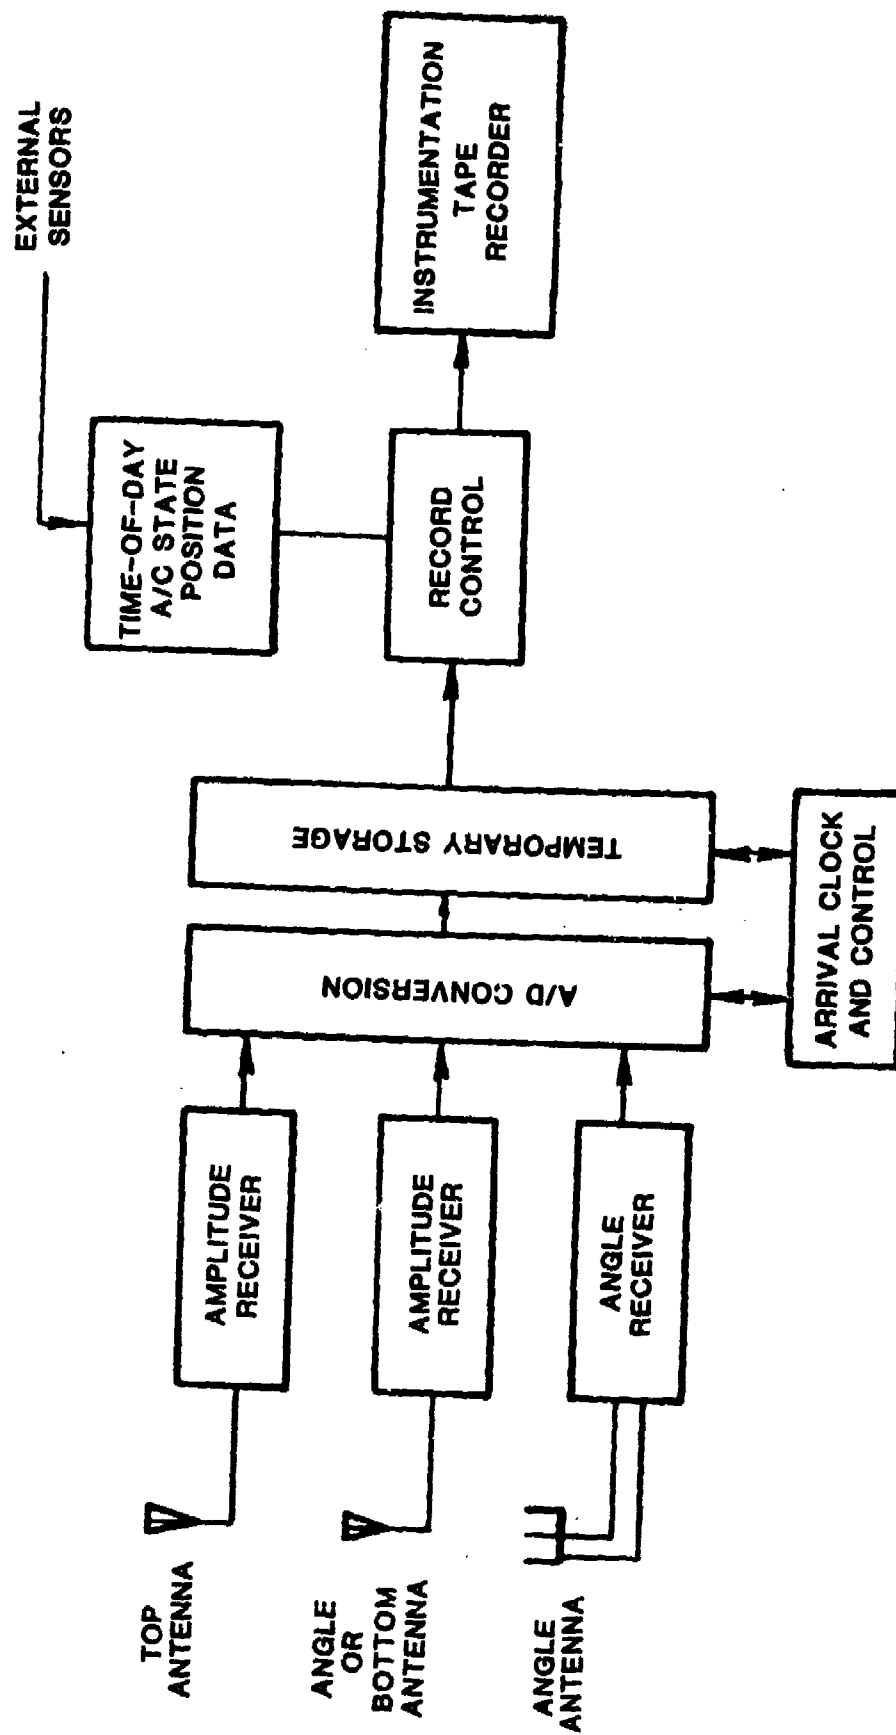 TOP
ANTENNA
ANGLE
OR
BOTTOM
ANTENNA
ANGLE
ANTENNA
AMPLITUDE
RECEIVER
AMPLITUDE
RECEIVER
ANGLE
RECEIVER
A/D CONVERSION
TEMPORARY STORAGE
ARRIVAL CLOCK
AND CONTROL
TIME-OF-DAY
A/C STATE
POSITION
DATA
EXTERNAL
SENSORS
RECORD
CONTROL
INSTRUMENTATION
TAPE
RECORDER